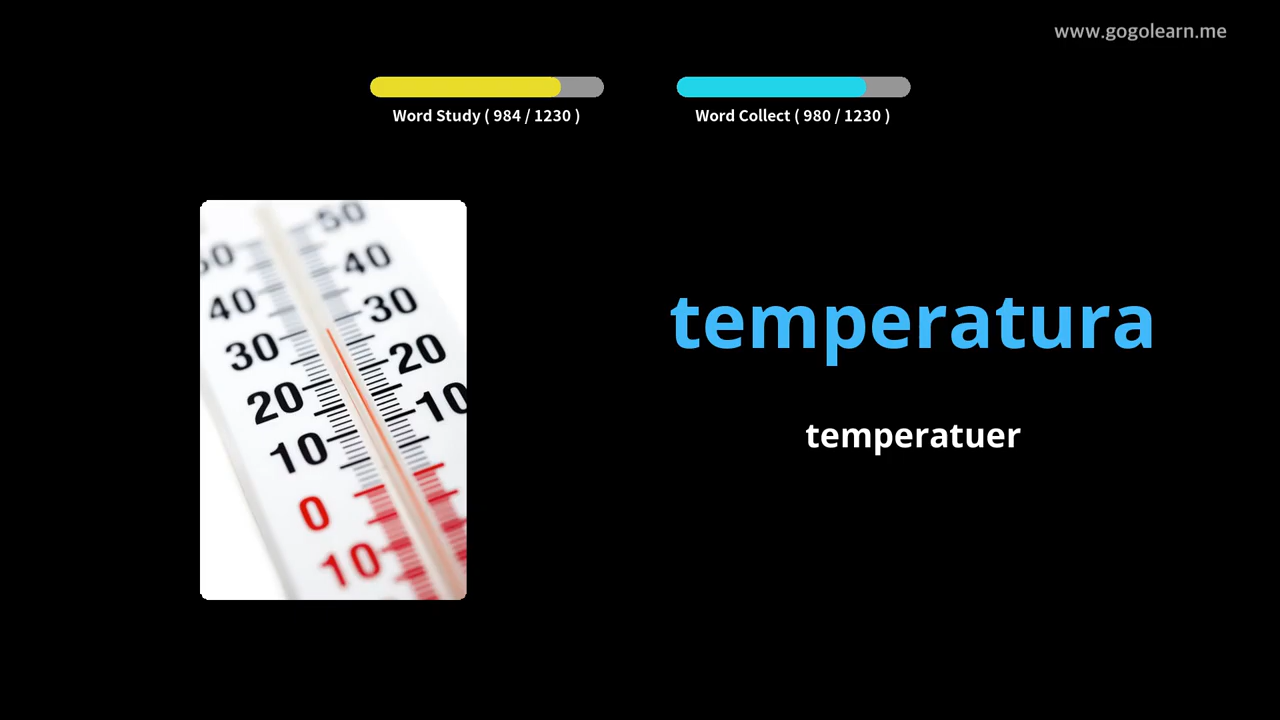 www.gogolearn.me
Word Study ( 984 / 1230 )
Word Collect ( 980 / 1230 )
temperatura
temperatuer
50
50
40
40
30
30
20
20
10
10
0
10